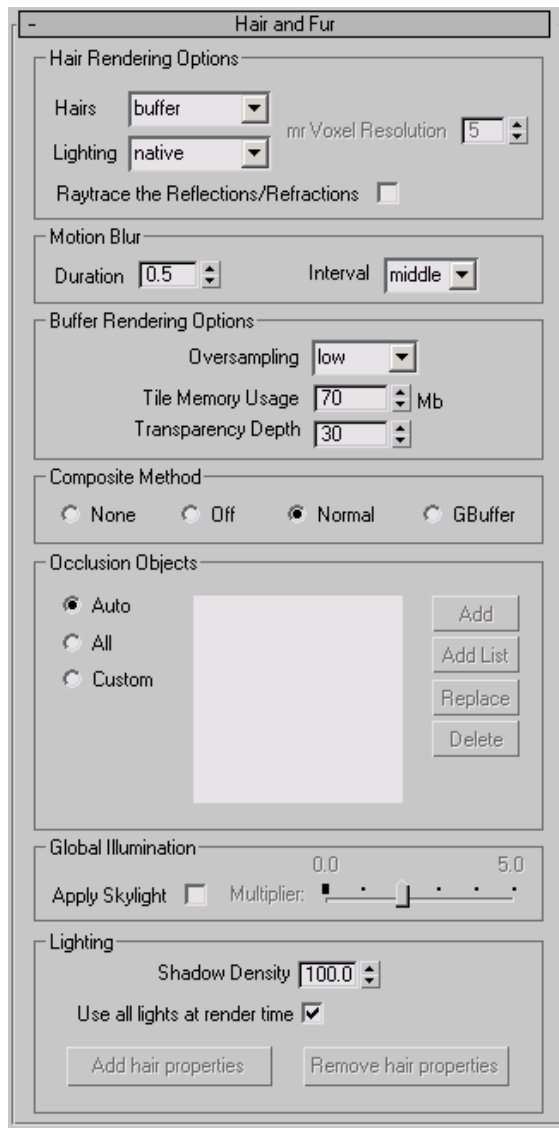 - Hair and Fur
Hair Rendering Options
Hairs buffer
mr Voxel Resolution 5
Lighting native
Raytrace the Reflections/Refractions
Motion Blur
Duration 0.5 Interval middle
Buffer Rendering Options
Oversampling low
Tile Memory Usage 70 Mb
Transparency Depth 30
Composite Method
None Off Normal GBuffer
Occlusion Objects
Auto
All
Custom
Add
Add List
Replace
Delete
Global Illumination
0.0 5.0
Apply Skylight Multiplier:
Lighting
Shadow Density 100.0
Use all lights at render time
Add hair properties Remove hair properties